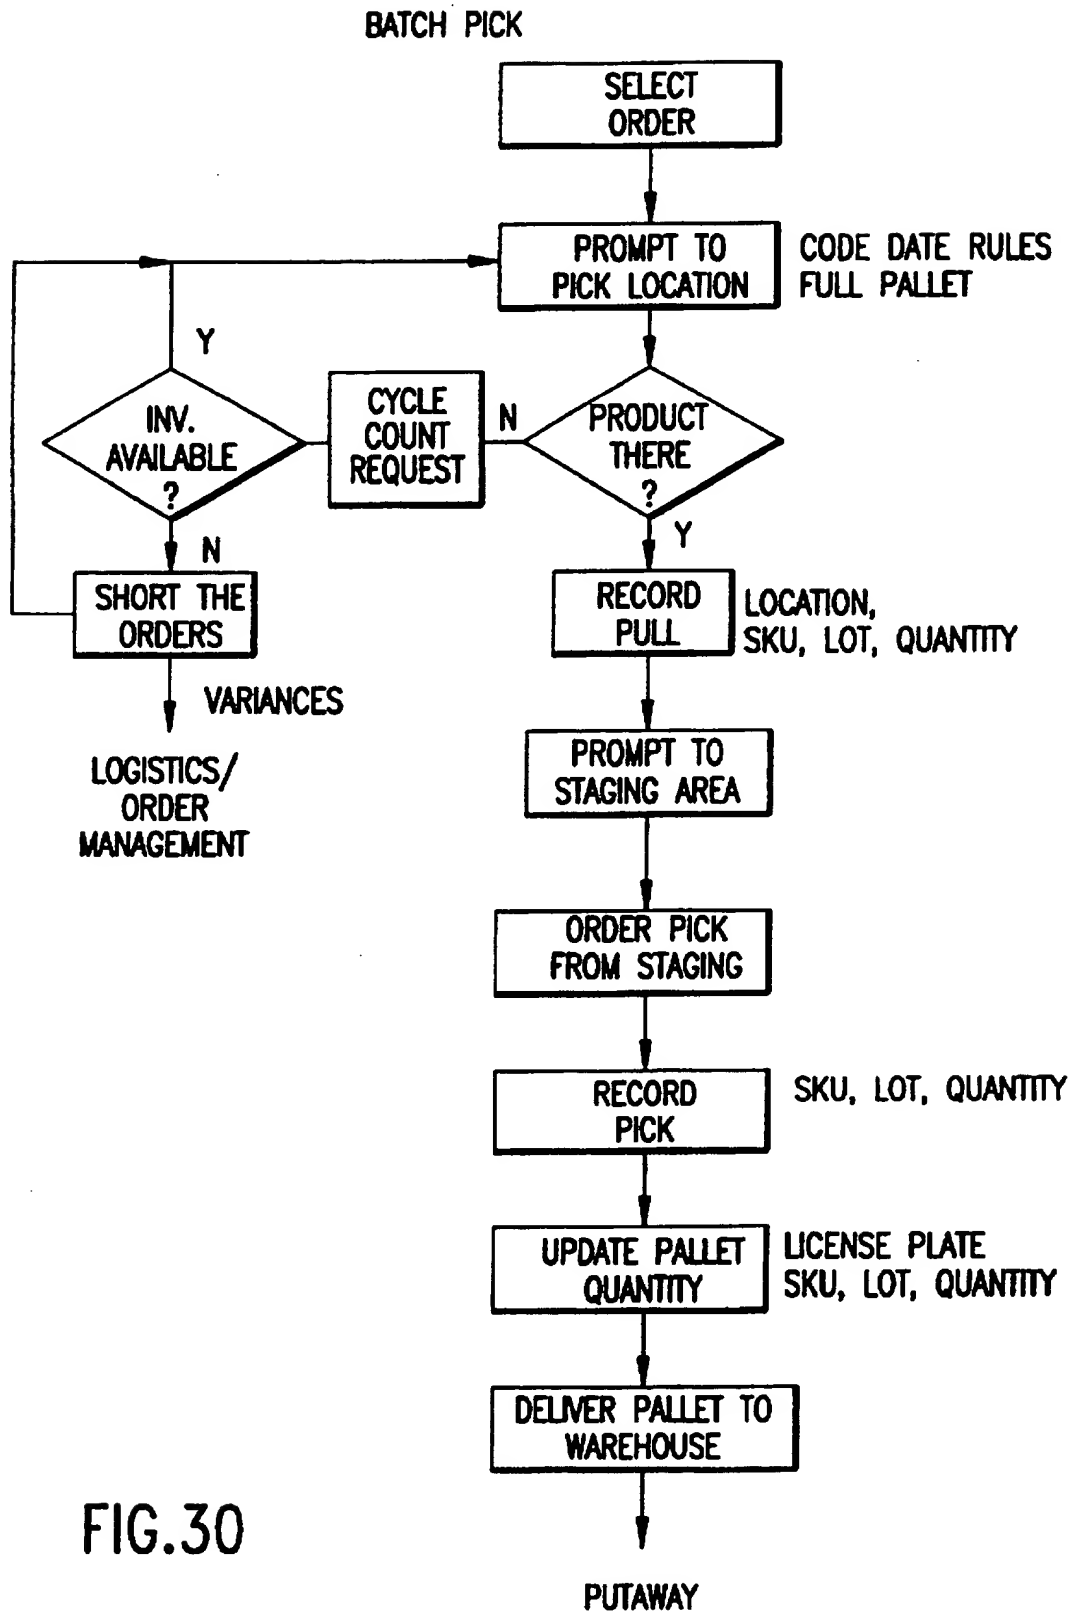 BATCH PICK
SELECT
ORDER
PROMPT TO
PICK LOCATION
CODE DATE RULES
FULL PALLET
Y
INV.
AVAILABLE
?
CYCLE
COUNT
REQUEST
N
PRODUCT
THERE
?
N
Y
SHORT THE
ORDERS
RECORD
PULL
LOCATION,
SKU, LOT, QUANTITY
VARIANCES
LOGISTICS/
ORDER
MANAGEMENT
PROMPT TO
STAGING AREA
ORDER PICK
FROM STAGING
RECORD
PICK
SKU, LOT, QUANTITY
UPDATE PALLET
QUANTITY
LICENSE PLATE
SKU, LOT, QUANTITY
DELIVER PALLET TO
WAREHOUSE
FIG.30
PUTAWAY